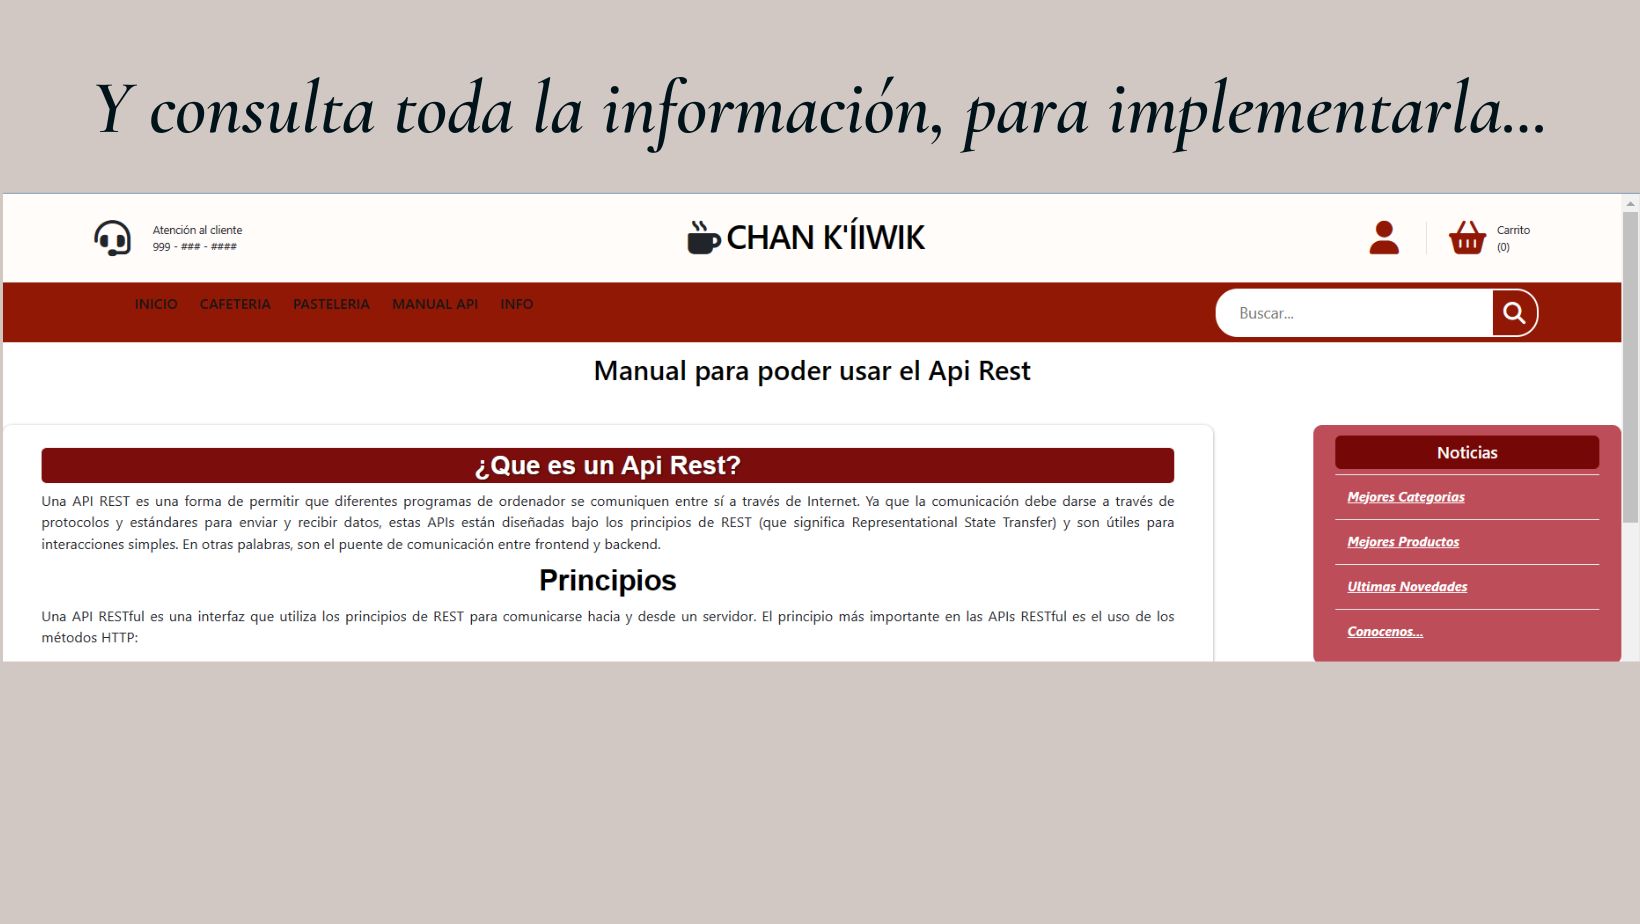 Y consulta toda la información, para implementarla...
Atención al cliente
999 - ### - ####
CHAN K'ÍIWIK
Carrito
(0)
INICIO CAFETERIA PASTELERIA MANUAL API INFO
Buscar...
Manual para poder usar el Api Rest
¿Que es un Api Rest?
Una API REST es una forma de permitir que diferentes programas de ordenador se comuniquen entre sí a través de Internet. Ya que la comunicación debe darse a través de
protocolos y estándares para enviar y recibir datos, estas APIs están diseñadas bajo los principios de REST (que significa Representational State Transfer) y son útiles para
interacciones simples. En otras palabras, son el puente de comunicación entre frontend y backend.
Principios
Una API RESTful es una interfaz que utiliza los principios de REST para comunicarse hacia y desde un servidor. El principio más importante en las APIs RESTful es el uso de los
métodos HTTP:
Noticias
Mejores Categorias
Mejores Productos
Ultimas Novedades
Conocenos...